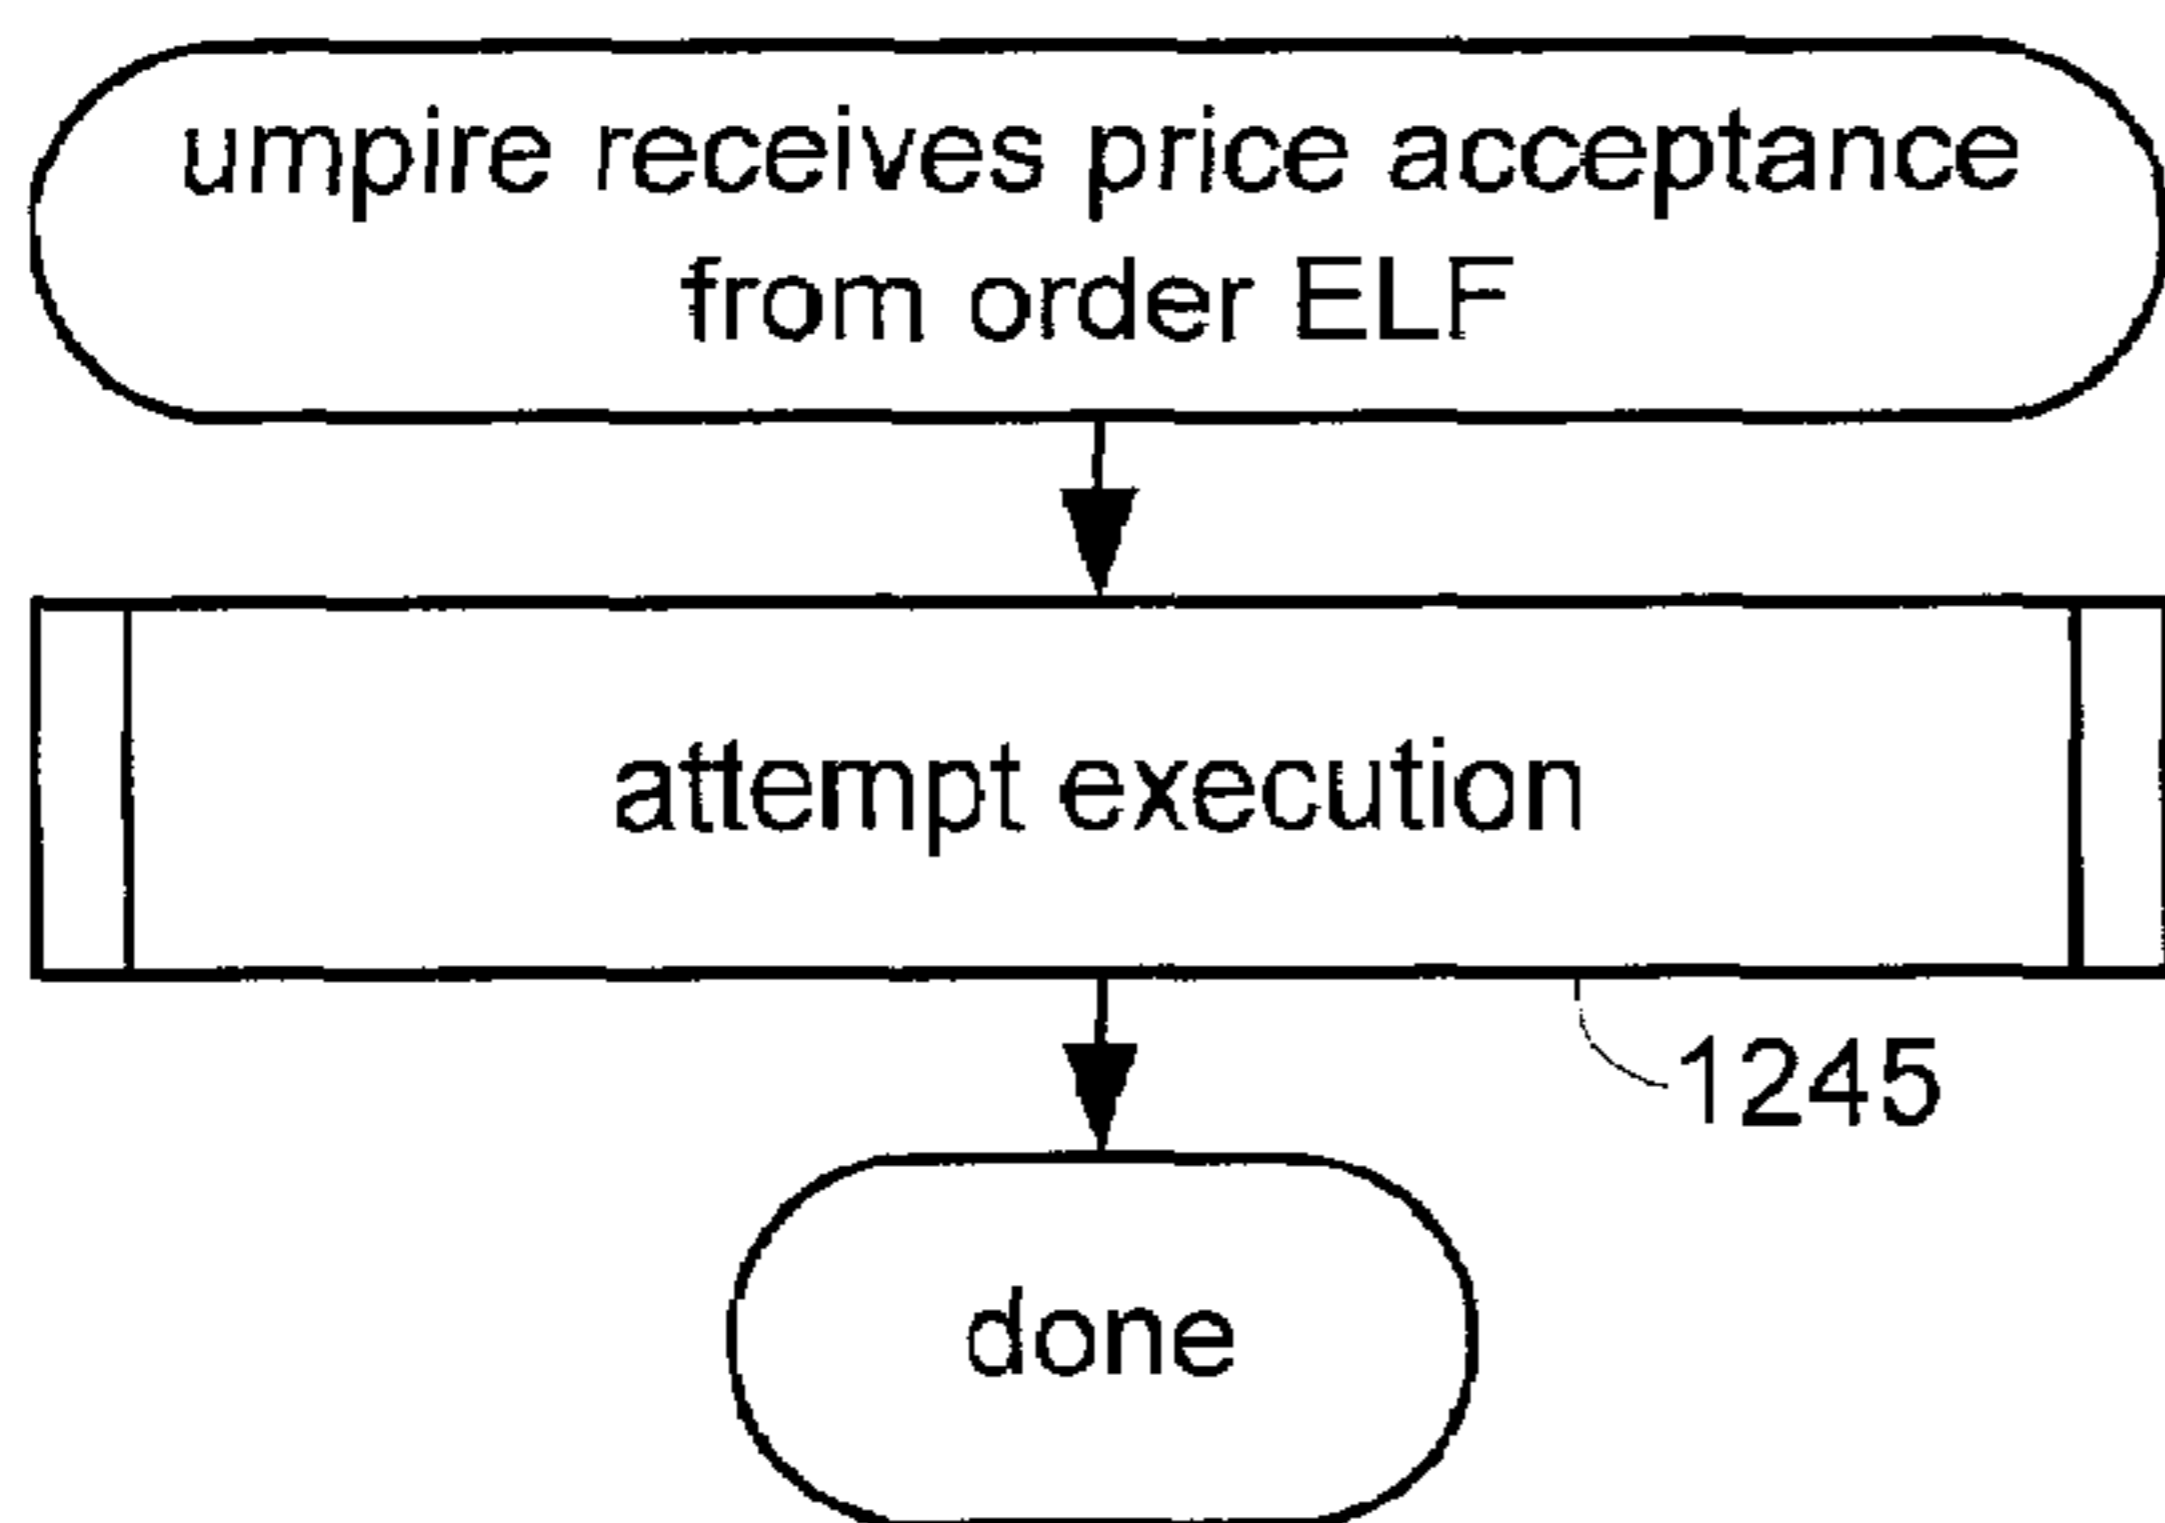 umpire receives price acceptance
from order ELF
attempt execution
1245
done